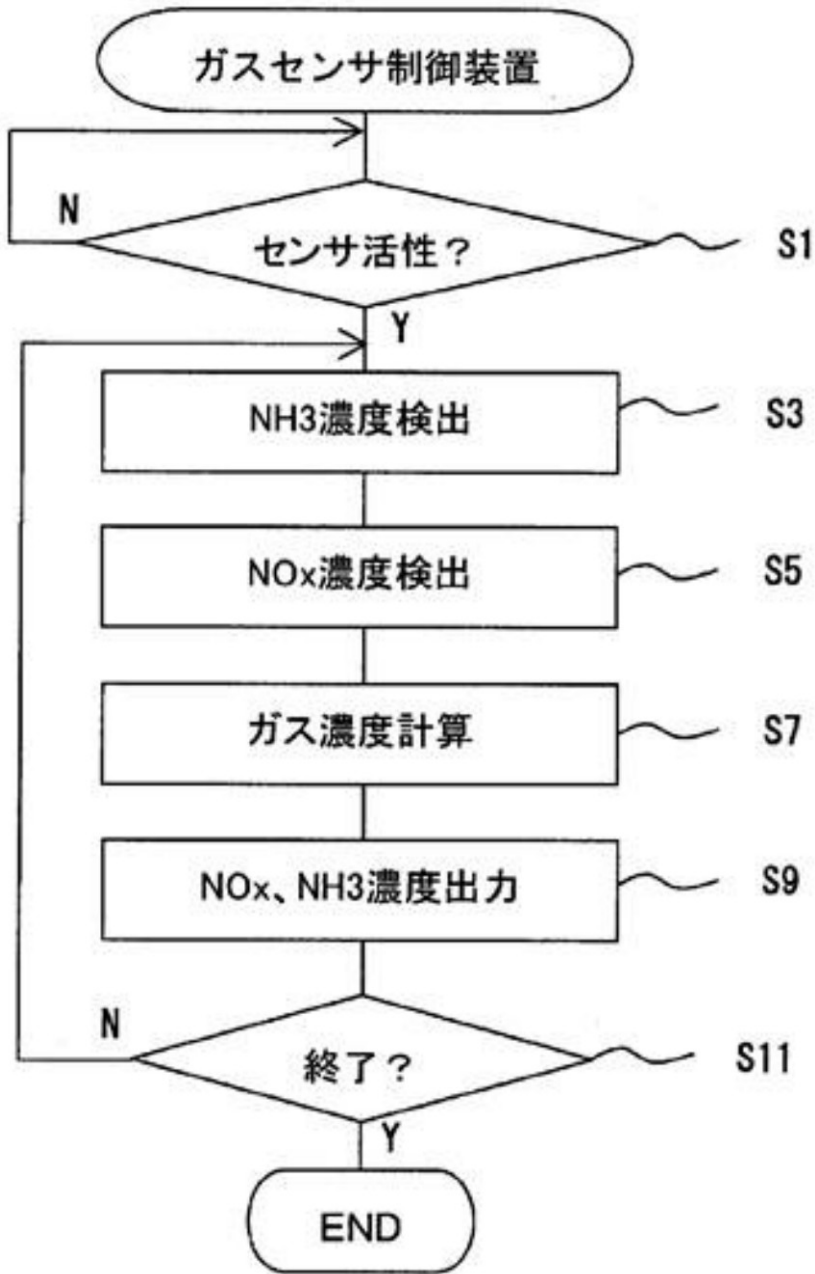 ガスセンサ制御装置
N
センサ活性?
S1
Y
NH3濃度検出
S3
NOx濃度検出
S5
ガス濃度計算
S7
NOx、NH3濃度出力
S9
N
終了?
S11
Y
END